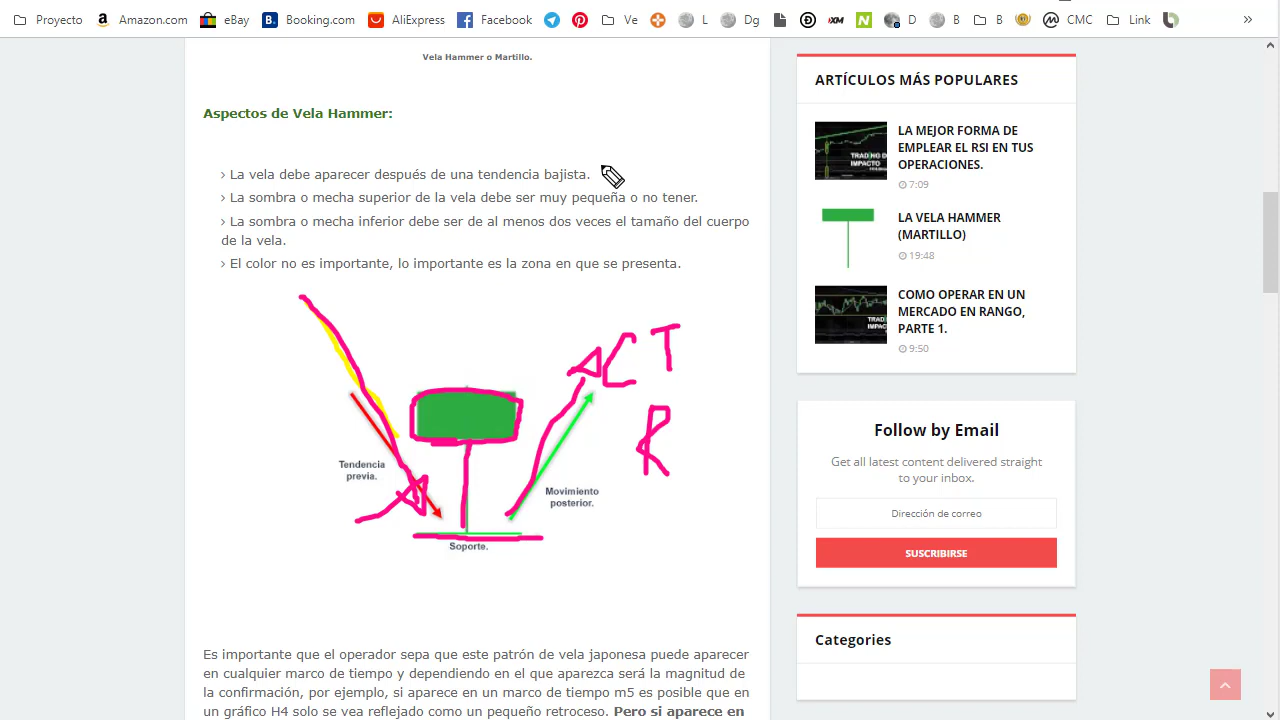 Proyecto Amazon.com eBay Booking.com AliExpress Facebook Ve L Dg B B CMC Link »
Vela Hammer o Martillo.
Aspectos de Vela Hammer:
› La vela debe aparecer después de una tendencia bajista.
› La sombra o mecha superior de la vela debe ser muy pequeña o no tener.
› La sombra o mecha inferior debe ser de al menos dos veces el tamaño del cuerpo
de la vela.
› El color no es importante, lo importante es la zona en que se presenta.
C T
R
Tendencia
previa.
Movimiento
posterior.
Soporte.
Es importante que el operador sepa que este patrón de vela japonesa puede aparecer
en cualquier marco de tiempo y dependiendo en el que aparezca será la magnitud de
la confirmación, por ejemplo, si aparece en un marco de tiempo m5 es posible que en
un gráfico H4 solo se vea reflejado como un pequeño retroceso. Pero si aparece en
ARTÍCULOS MÁS POPULARES
LA MEJOR FORMA DE
EMPLEAR EL RSI EN TUS
OPERACIONES.
7:09
LA VELA HAMMER
(MARTILLO)
19:48
COMO OPERAR EN UN
MERCADO EN RANGO,
PARTE 1.
9:50
Follow by Email
Get all latest content delivered straight
to your inbox.
Dirección de correo
SUSCRIBIRSE
Categories